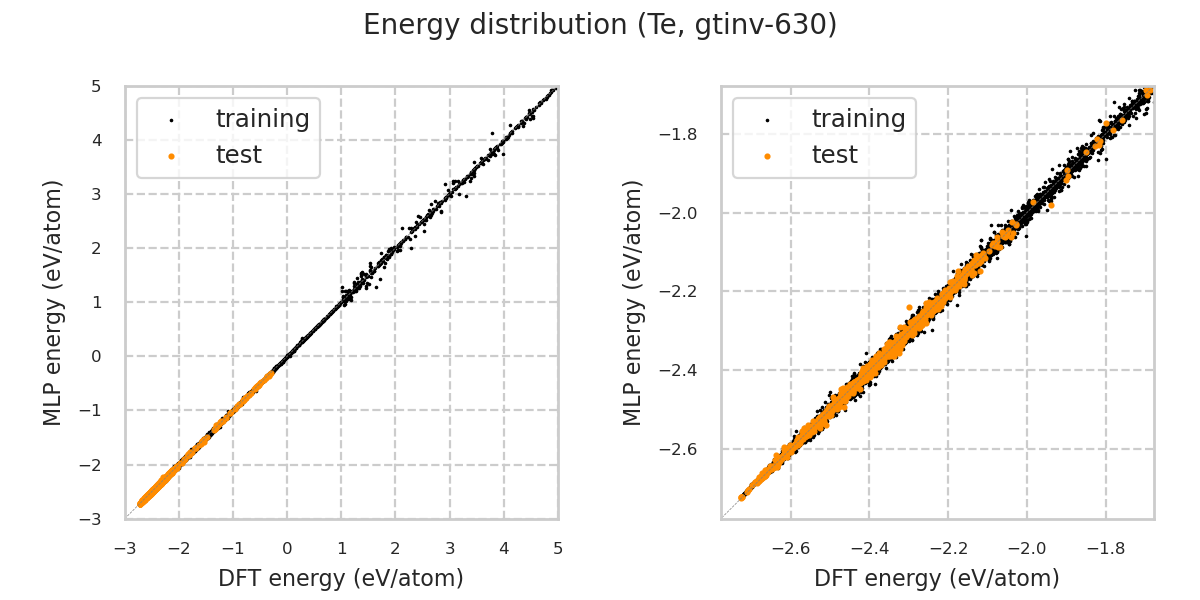 Energy distribution (Te, gtinv-630)
MLP energy (eV/atom)
5
4
3
2
1
0
−1
−2
−3
training
test
−3 −2 −1 0 1 2 3 4 5
DFT energy (eV/atom)
MLP energy (eV/atom)
−1.8
−2.0
−2.2
−2.4
−2.6
training
test
−2.6 −2.4 −2.2 −2.0 −1.8
DFT energy (eV/atom)